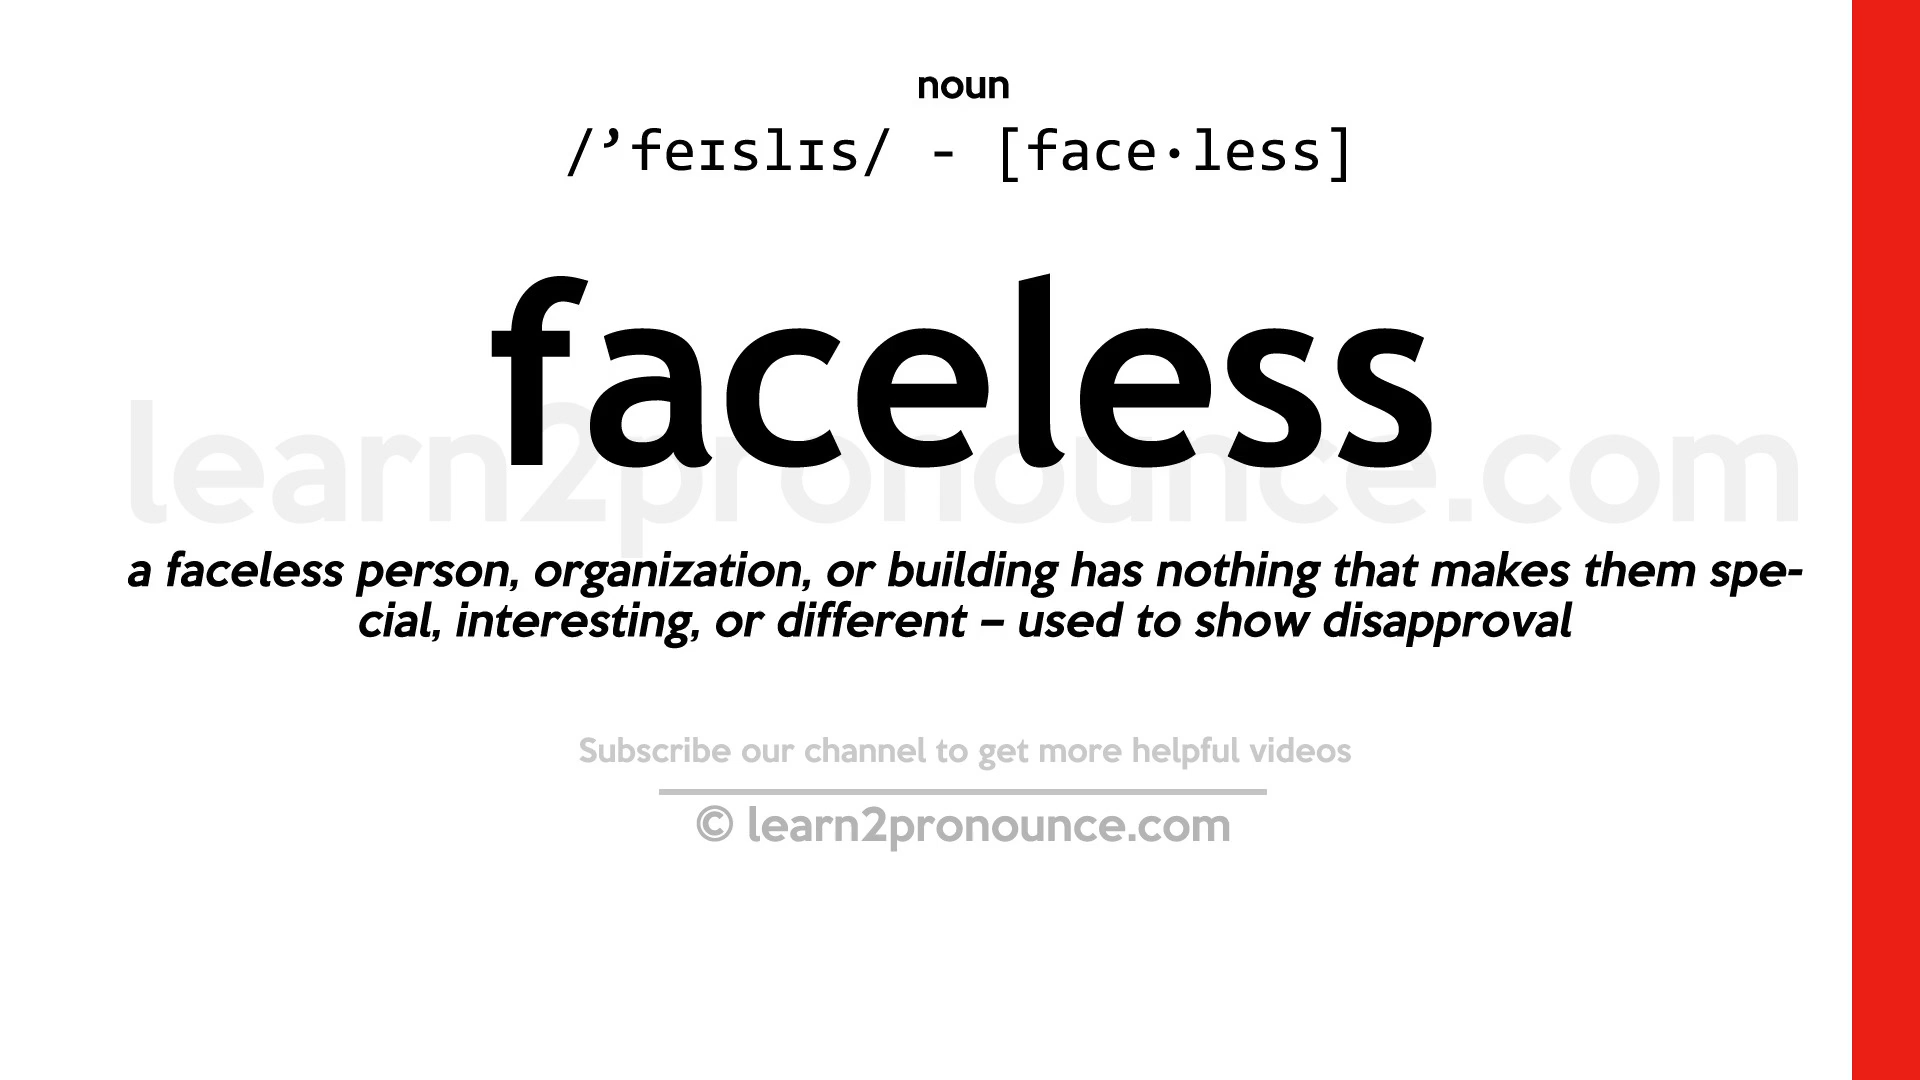 noun
/’feɪslɪs/ - [face·less]
faceless
learn2pronounce.com
a faceless person, organization, or building has nothing that makes them spe-
cial, interesting, or different – used to show disapproval
Subscribe our channel to get more helpful videos
© learn2pronounce.com